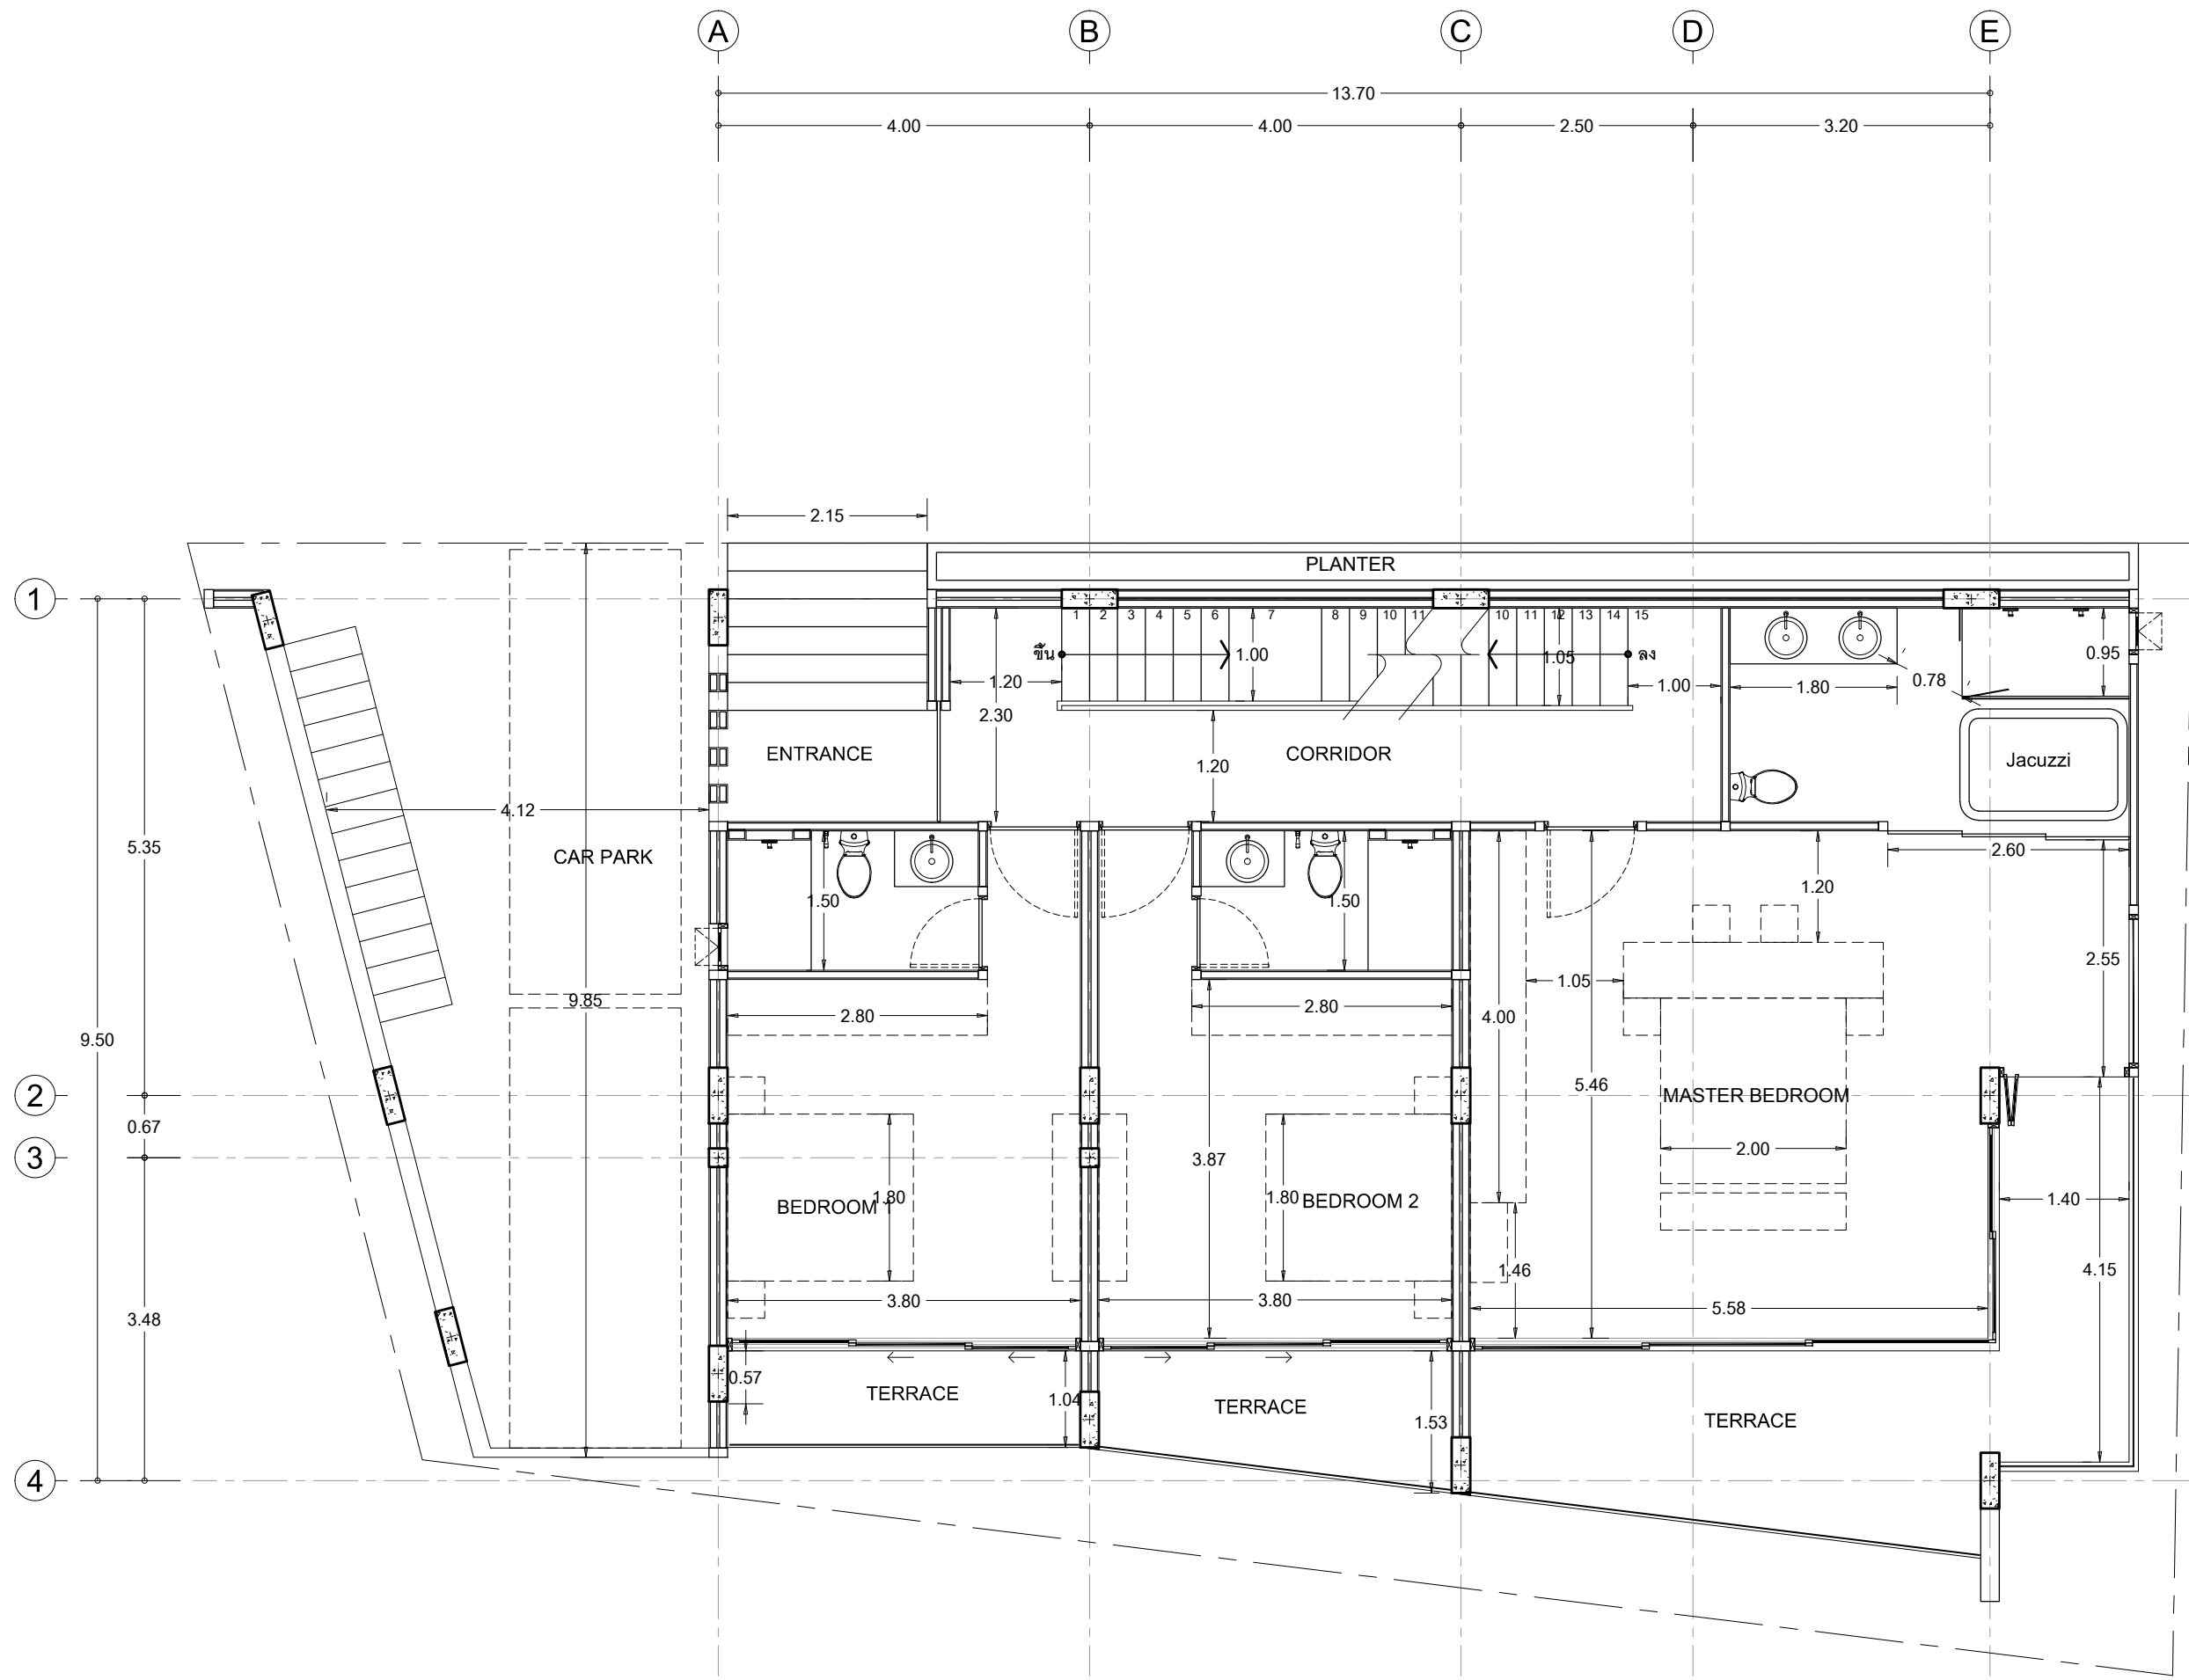 A B C D E
13.70
4.00 4.00 2.50 3.20
2.15
PLANTER
1
1 2 3 4 5 6 7 8 9 10 11 10 11 12 13 14 15
ขึ้น 1.00 1.05 ลง 0.95
1.20 1.00 1.80 0.78
2.30
ENTRANCE CORRIDOR Jacuzzi
1.20
4.12
5.35 CAR PARK 2.60
1.20
1.50 1.50
2.55
1.05
9.85 2.80 2.80 4.00
9.50
5.46
2 MASTER BEDROOM
0.67
3 3.87 2.00
1.80 1.80 1.40
BEDROOM 1 BEDROOM 2
1.46 4.15
3.80 3.80 5.58
3.48
0.57
TERRACE 1.04 TERRACE 1.53 TERRACE
4